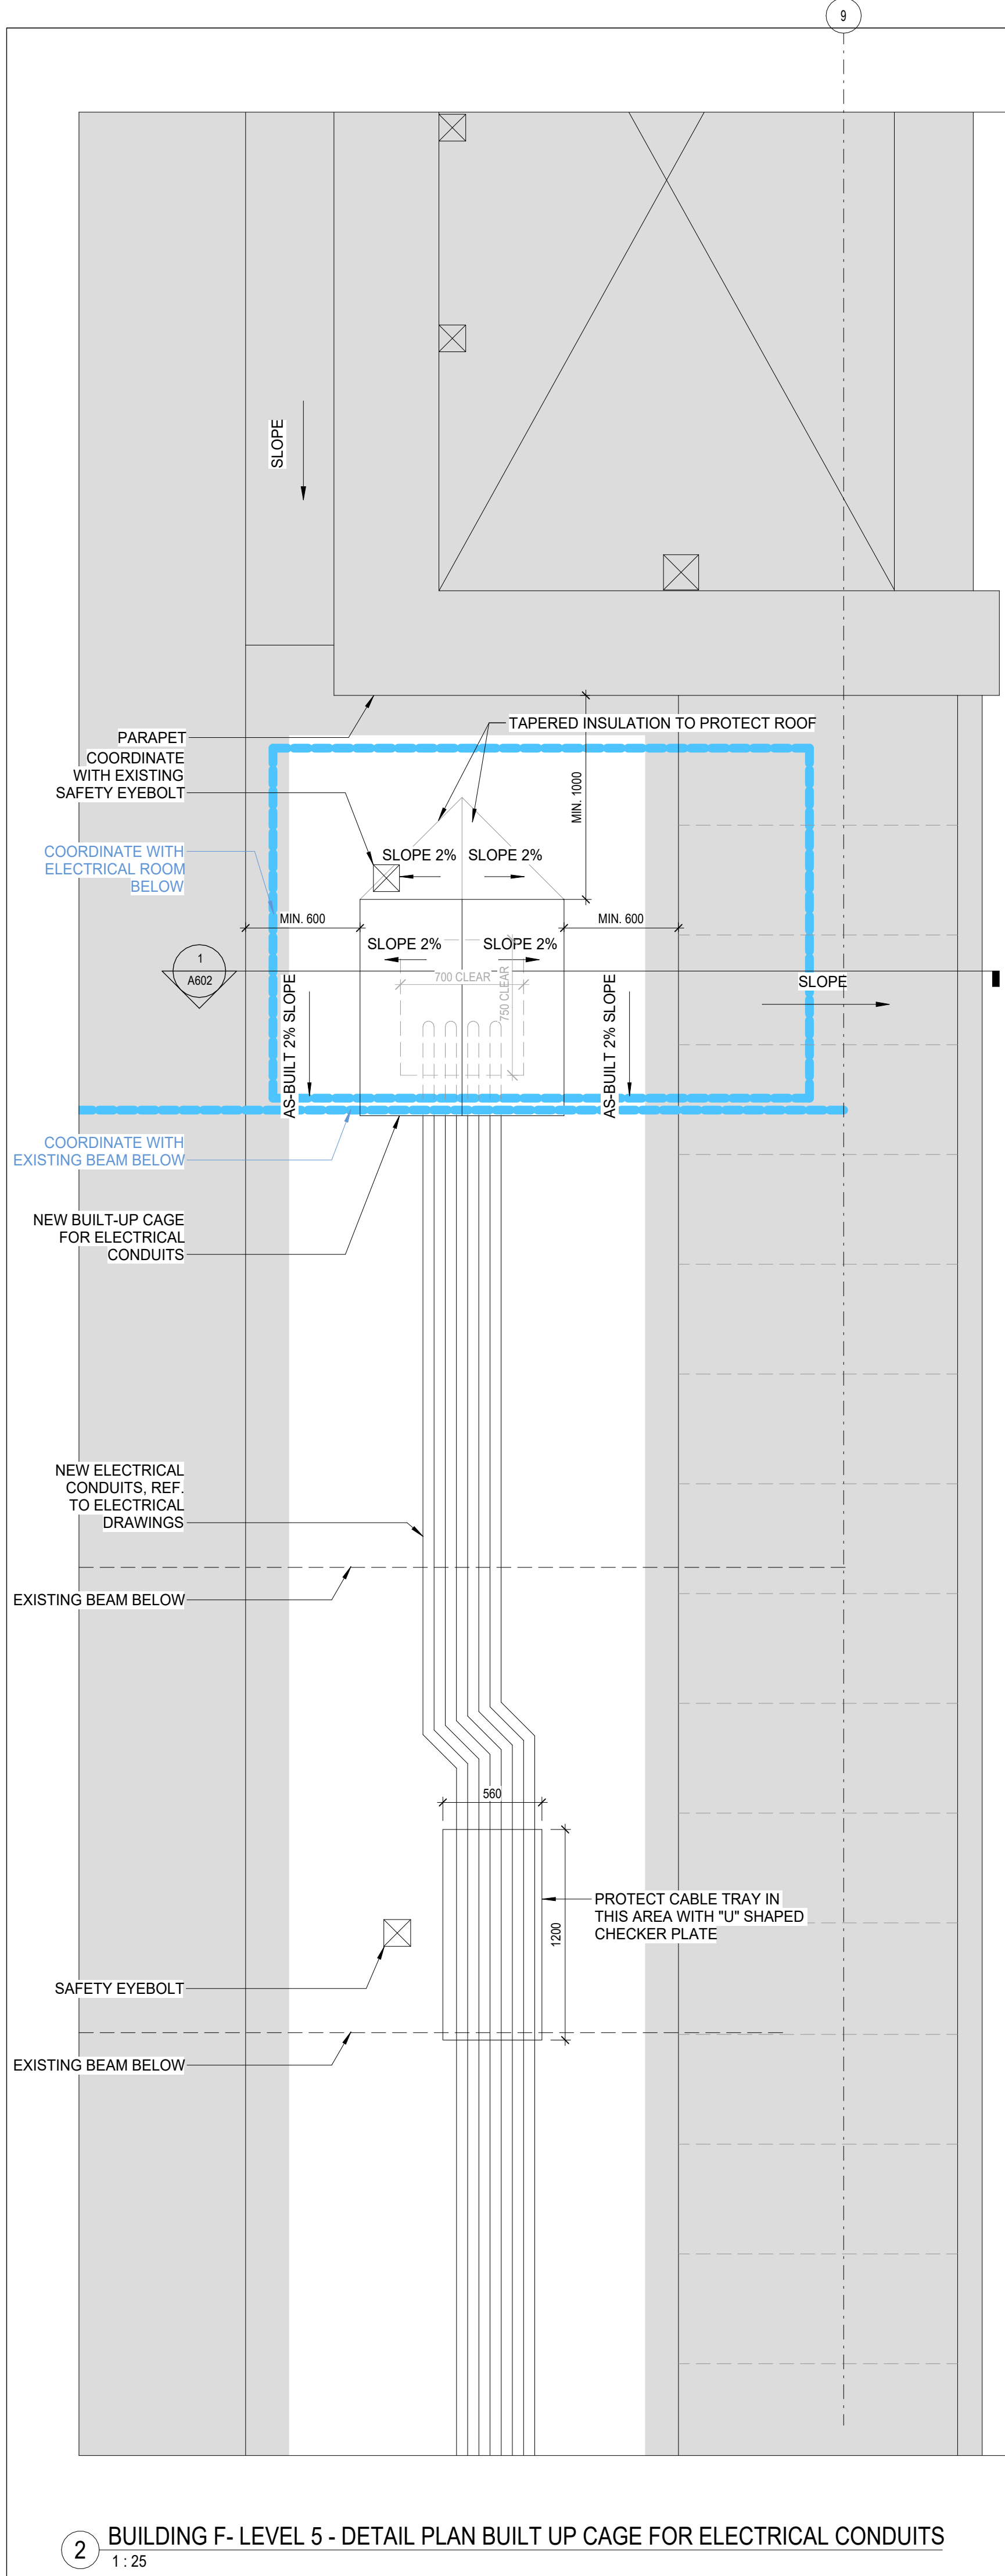 9
SLOPE
PARAPET
TAPERED INSULATION TO PROTECT ROOF
COORDINATE
WITH EXISTING
SAFETY EYEBOLT
MIN. 1000
COORDINATE WITH
ELECTRICAL ROOM
BELOW
SLOPE 2%
SLOPE 2%
MIN. 600
MIN. 600
SLOPE 2%
SLOPE 2%
1
A602
700 CLEAR
750 CLEAR
SLOPE
AS-BUILT 2% SLOPE
AS-BUILT 2% SLOPE
COORDINATE WITH
EXISTING BEAM BELOW
NEW BUILT-UP CAGE
FOR ELECTRICAL
CONDUITS
NEW ELECTRICAL
CONDUITS, REF.
TO ELECTRICAL
DRAWINGS
EXISTING BEAM BELOW
560
1200
PROTECT CABLE TRAY IN
THIS AREA WITH "U" SHAPED
CHECKER PLATE
SAFETY EYEBOLT
EXISTING BEAM BELOW
2
BUILDING F- LEVEL 5 - DETAIL PLAN BUILT UP CAGE FOR ELECTRICAL CONDUITS
1 : 25